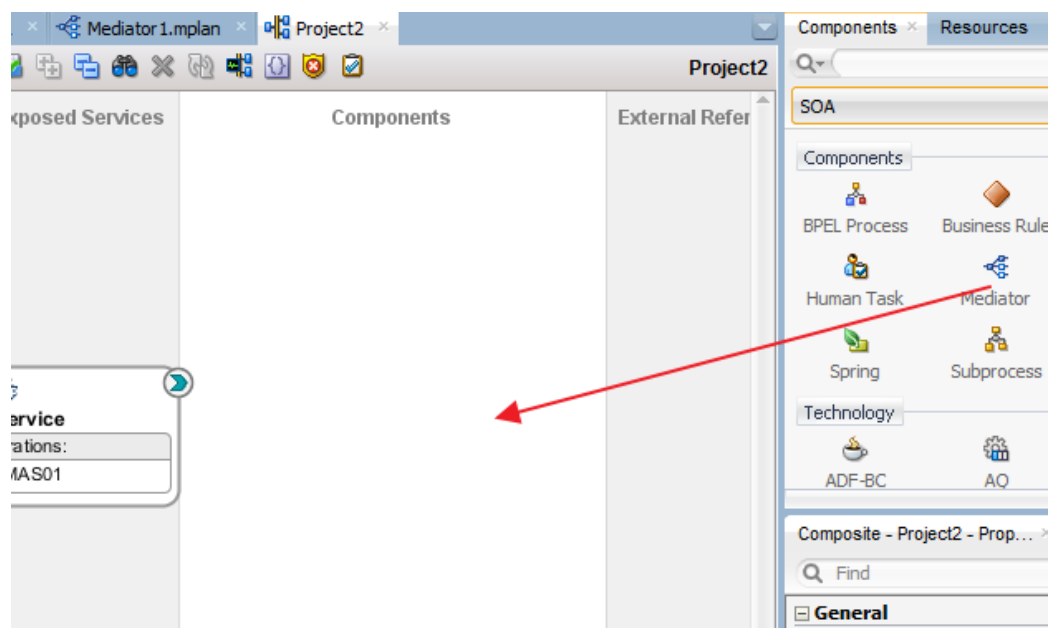 Mediator1.mplan
Project2
Components
Resources
Project2
SOA
xposed Services
Components
External Refer
Components
BPEL Process
Business Rule
Human Task
Mediator
Spring
Subprocess
Technology
ADF-BC
AQ
ervice
rations:
MAS01
Composite - Project2 - Prop...
Find
General